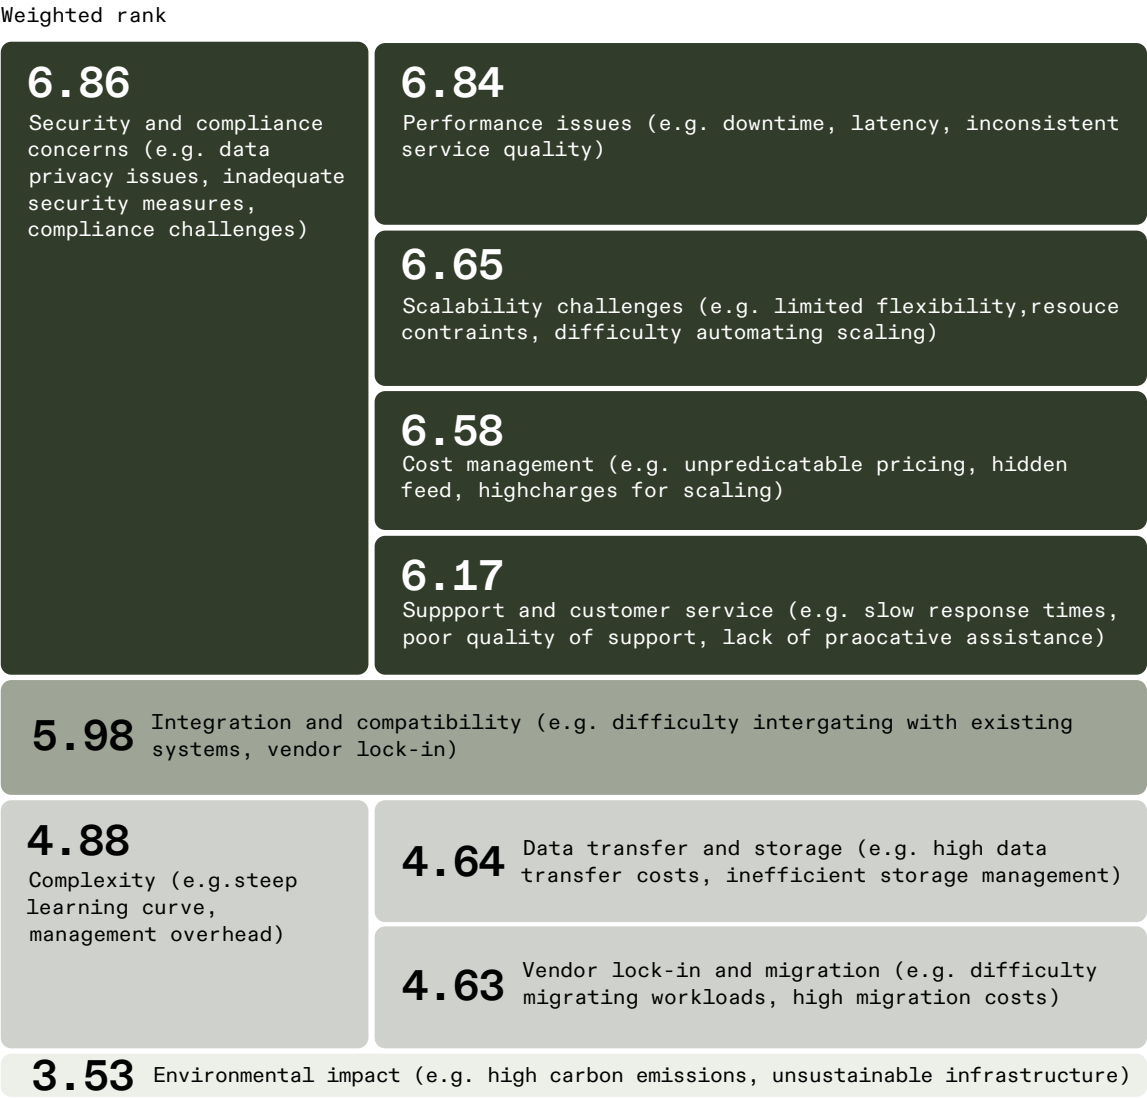 Weighted rank
6.86
Security and compliance
concerns (e.g. data
privacy issues, inadequate
security measures,
compliance challenges)
6.84
Performance issues (e.g. downtime, latency, inconsistent
service quality)
6.65
Scalability challenges (e.g. limited flexibility,resouce
contraints, difficulty automating scaling)
6.58
Cost management (e.g. unpredicatable pricing, hidden
feed, highcharges for scaling)
6.17
Suppport and customer service (e.g. slow response times,
poor quality of support, lack of praocative assistance)
5.98
Integration and compatibility (e.g. difficulty intergating with existing
systems, vendor lock-in)
4.88
Complexity (e.g.steep
learning curve,
management overhead)
4.64
Data transfer and storage (e.g. high data
transfer costs, inefficient storage management)
4.63
Vendor lock-in and migration (e.g. difficulty
migrating workloads, high migration costs)
3.53
Environmental impact (e.g. high carbon emissions, unsustainable infrastructure)